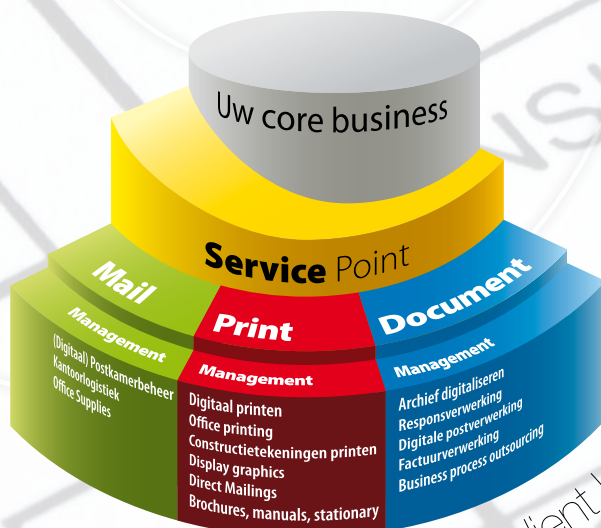 Uw core business
Service Point
Mail
Management
(Digitaal) Postkamerbeheer
Kantoorlogistiek
Office Supplies
Print
Management
Digitaal printen
Office printing
Constructietekeningen printen
Display graphics
Direct Mailings
Brochures, manuals, stationary
Document
Management
Archief digitaliseren
Responsverwerking
Digitale postverwerking
Factuurverwerking
Business process outsourcing